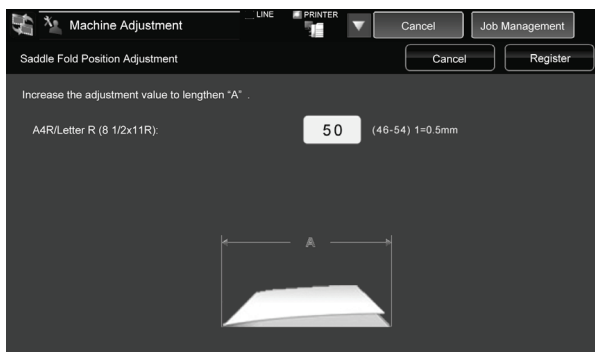 Machine Adjustment
LINE
PRINTER
Cancel
Job Management
Saddle Fold Position Adjustment
Cancel
Register
Increase the adjustment value to lengthen “A” .
A4R/Letter R (8 1/2x11R):
50
(46-54) 1=0.5mm
A